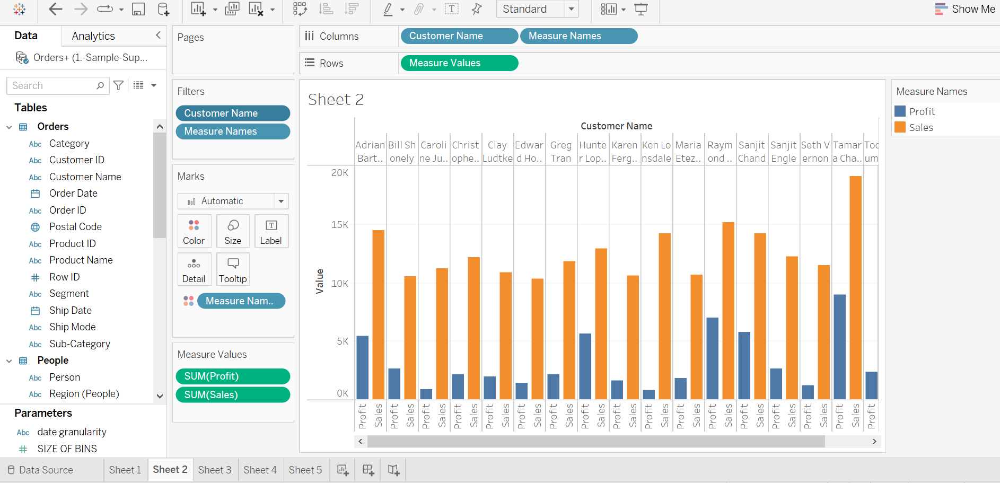 Standard
Show Me
Data
Analytics
Orders+ (1.-Sample-Sup...
Search
Tables
Orders
Abc Category
Abc Customer ID
Abc Customer Name
Order Date
Abc Order ID
Postal Code
Abc Product ID
Abc Product Name
Row ID
Abc Segment
Ship Date
Abc Ship Mode
Abc Sub-Category
People
Abc Person
Abc Region (People)
Parameters
Abc date granularity
SIZE OF BINS
Pages
Filters
Customer Name
Measure Names
Marks
Automatic
Color
Size
T
Label
Detail
Tooltip
Measure Nam..
Measure Values
SUM(Profit)
SUM(Sales)
Columns
Customer Name
Measure Names
Rows
Measure Values
Sheet 2
Customer Name
Adrian Bart..
Bill Sh onely
Caroli ne Ju..
Christ ophe..
Clay Ludtke
Edwar d Ho..
Greg Tran
Hunte r Lop..
Karen Ferg..
Ken Lo nsdale
Maria Etez..
Raym ond ..
Sanjit Chand
Sanjit Engle
Seth V ernon
Tamar a Cha..
Value
20K
15K
10K
5K
0K
Profit Sales Profit Sales Profit Sales Profit Sales Profit Sales Profit Sales Profit Sales Profit Sales Profit Sales Profit Sales Profit Sales Profit Sales Profit Sales Profit Sales Profit Sales Profit Sales Profit
Measure Names
Profit
Sales
Data Source
Sheet 1
Sheet 2
Sheet 3
Sheet 4
Sheet 5